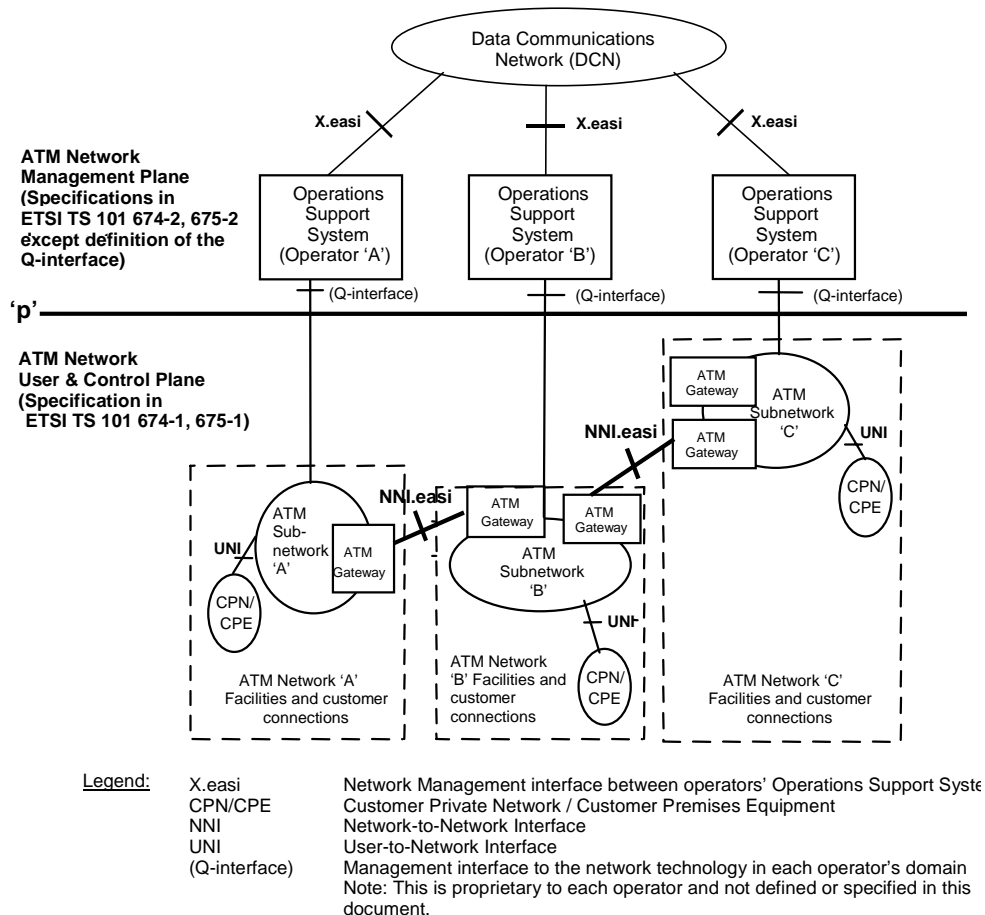 Data Communications
Network (DCN)
X.easi
X.easi
X.easi
ATM Network
Management Plane
(Specifications in
ETSI TS 101 674-2, 675-2
except definition of the
Q-interface)
Operations
Support
System
(Operator ‘A’)
Operations
Support
System
(Operator ‘B’)
Operations
Support
System
(Operator ‘C’)
(Q-interface)
(Q-interface)
(Q-interface)
‘p’
ATM Network
User & Control Plane
(Specification in
ETSI TS 101 674-1, 675-1)
ATM
Gateway
ATM
Subnetwork
‘C’
ATM
Gateway
UNI
CPN/
CPE
NNI.easi
NNI.easi
ATM
Sub-
network
‘A’
ATM
Gateway
UNI
CPN/
CPE
ATM
Gateway
ATM
Gateway
ATM
Subnetwork
‘B’
UNI
CPN/
CPE
ATM Network ‘A’
Facilities and customer
connections
ATM Network
‘B’ Facilities and
customer
connections
ATM Network ‘C’
Facilities and customer
connections
Legend:
X.easi Network Management interface between operators’ Operations Support Syste
CPN/CPE Customer Private Network / Customer Premises Equipment
NNI Network-to-Network Interface
UNI User-to-Network Interface
(Q-interface) Management interface to the network technology in each operator’s domain
Note: This is proprietary to each operator and not defined or specified in this
document.